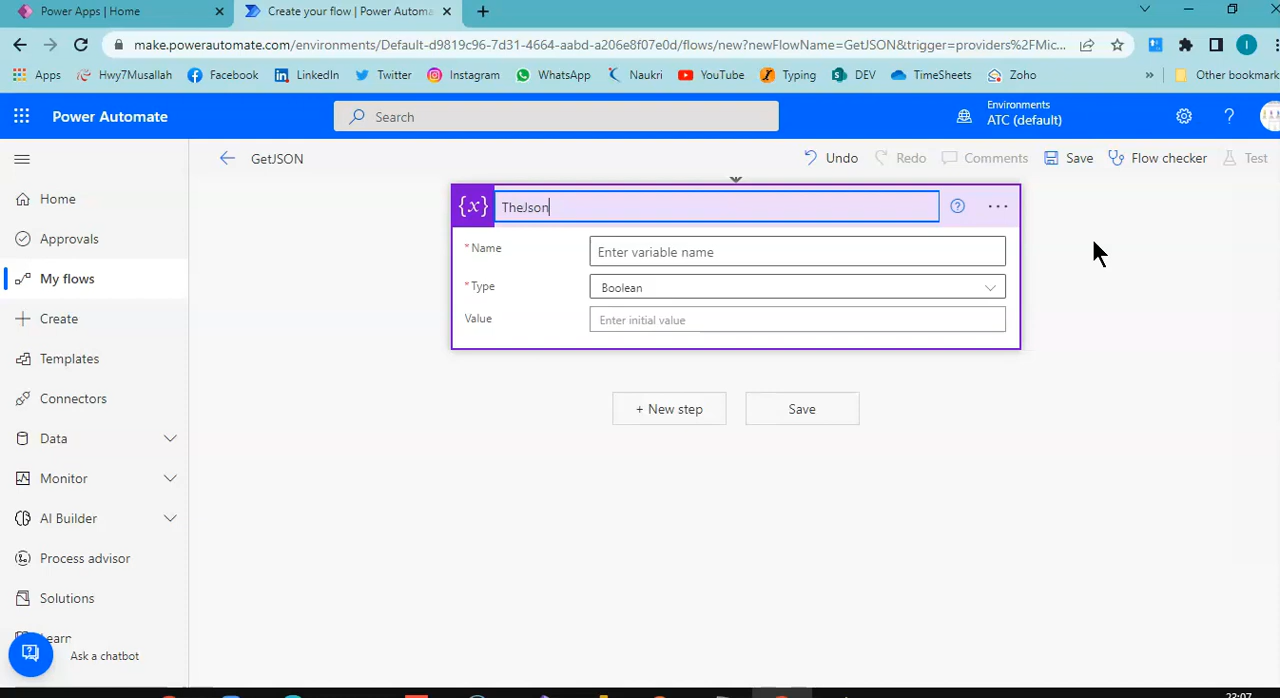 Power Apps | Home
Create your flow | Power Automa
make.powerautomate.com/environments/Default-d9819c96-7d31-4664-aabd-a206e8f07e0d/flows/new?newFlowName=GetJSON&trigger=providers%2FMic...
Apps Hwy7Musallah Facebook LinkedIn Twitter Instagram WhatsApp Naukri YouTube Typing DEV TimeSheets Zoho » Other bookmark
Power Automate
Search
Environments
ATC (default)
GetJSON
Undo Redo Comments Save Flow checker Test
Home
Approvals
My flows
Create
Templates
Connectors
Data
Monitor
AI Builder
Process advisor
Solutions
Learn
Ask a chatbot
{x} TheJson
* Name Enter variable name
* Type Boolean
Value Enter initial value
+ New step Save